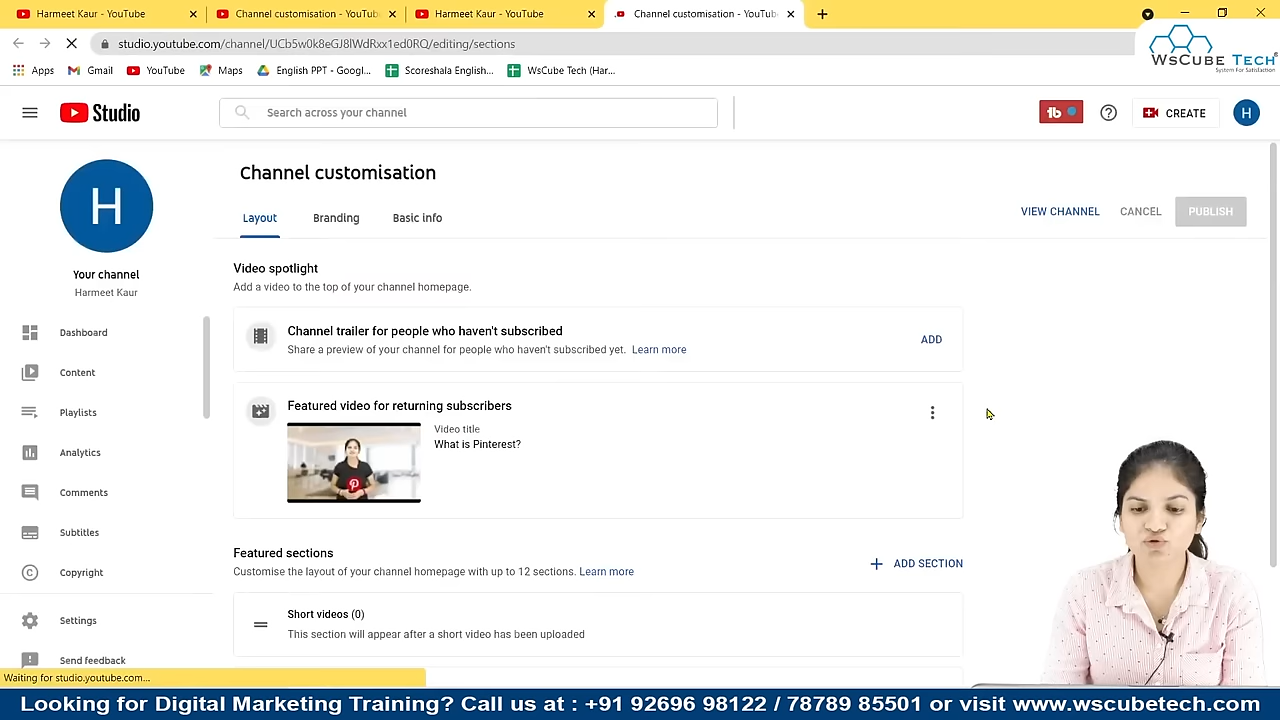 Harmeet Kaur - YouTube
Channel customisation - YouTube
Harmeet Kaur - YouTube
Channel customisation - YouTub
studio.youtube.com/channel/UCb5w0k8eGJ8lWdRxx1ed0RQ/editing/sections
Apps
Gmail
YouTube
Maps
English PPT - Googl...
Scoreshala English...
WsCube Tech (Har...
WSCUBE TECH
System For Satisfaction
Studio
Search across your channel
CREATE
H
H
Your channel
Harmeet Kaur
Dashboard
Content
Playlists
Analytics
Comments
Subtitles
Copyright
Settings
Send feedback
Channel customisation
Layout
Branding
Basic info
VIEW CHANNEL
CANCEL
PUBLISH
Video spotlight
Add a video to the top of your channel homepage.
Channel trailer for people who haven't subscribed
Share a preview of your channel for people who haven't subscribed yet. Learn more
ADD
Featured video for returning subscribers
Video title
What is Pinterest?
Featured sections
Customise the layout of your channel homepage with up to 12 sections. Learn more
ADD SECTION
Short videos (0)
This section will appear after a short video has been uploaded
Waiting for studio.youtube.com...
Looking for Digital Marketing Training? Call us at : +91 92696 98122 / 78789 85501 or visit www.wscubetech.com